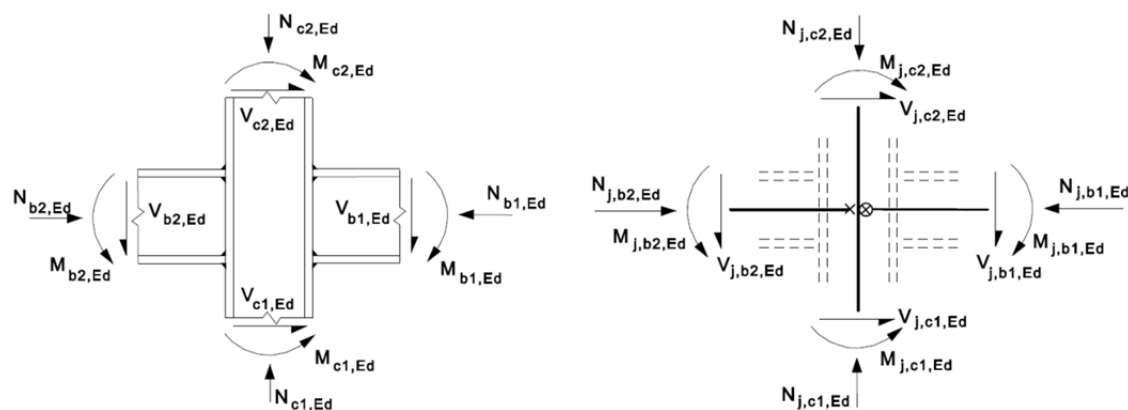 N c2,Ed
M c2,Ed
V c2,Ed
N b2,Ed
V b2,Ed
M b2,Ed
V b1,Ed
N b1,Ed
M b1,Ed
V c1,Ed
M c1,Ed
N c1,Ed
N j,c2,Ed
M j,c2,Ed
V j,c2,Ed
N j,b2,Ed
M j,b2,Ed
V j,b2,Ed
N j,b1,Ed
M j,b1,Ed
V j,b1,Ed
V j,c1,Ed
M j,c1,Ed
N j,c1,Ed